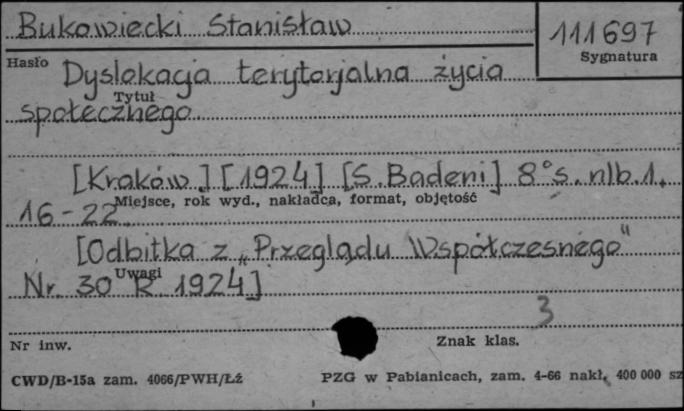 Bukowiecki Stanisław
111697
Sygnatura
Hasło
Dyslokacja terytorjalna życia
Tytuł
społecznego
[Kraków] [1924] [S. Badeni] 8° s. nlb. 1.
Miejsce, rok wyd., nakładca, format, objętość
16-22.
[Odbitka z „Przeglądu Współczesnego"
Uwagi
Nr. 30 R. 1924]
3
Nr inw.
Znak klas.
CWD/B-15a zam. 4066/PWH/Łź
PZG w Pabianicach, zam. 4-66 nakł. 400 000 sz